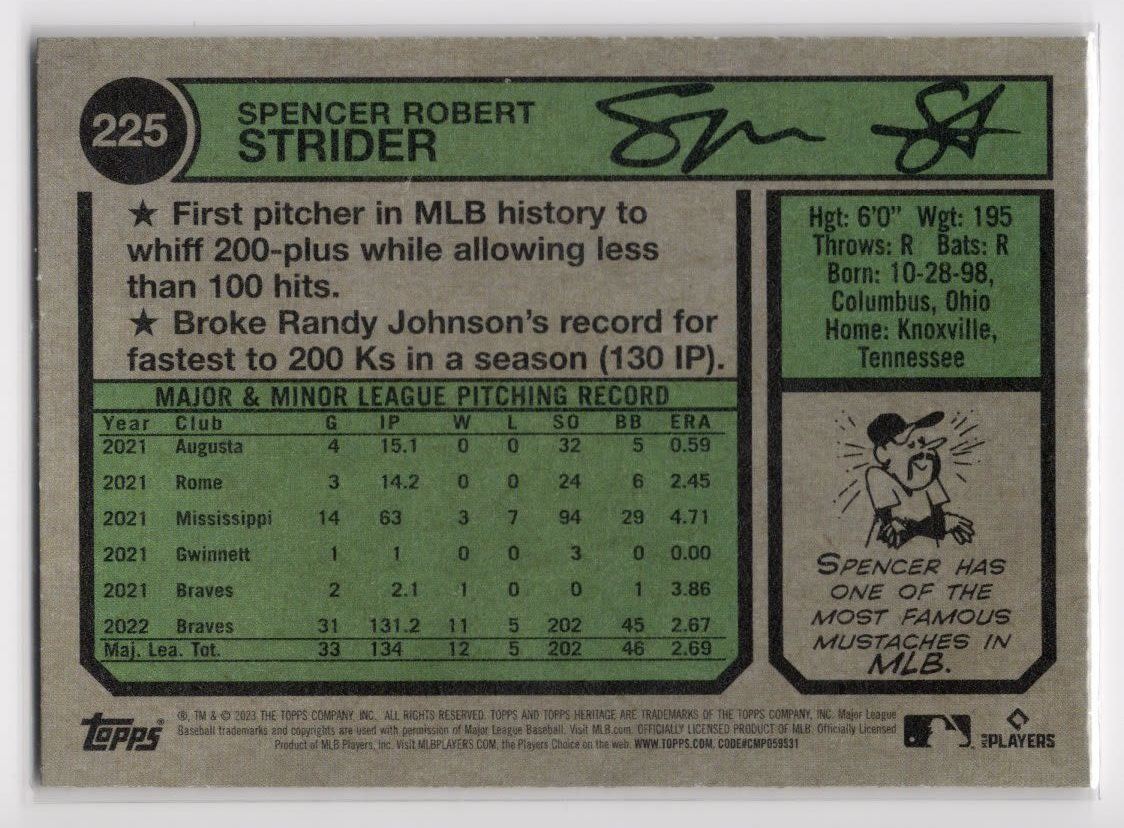 225
SPENCER ROBERT
STRIDER
★ First pitcher in MLB history to
whiff 200-plus while allowing less
than 100 hits.
★ Broke Randy Johnson's record for
fastest to 200 Ks in a season (130 IP).
MAJOR & MINOR LEAGUE PITCHING RECORD
Year Club G IP W L SO BB ERA
2021 Augusta 4 15.1 0 0 32 5 0.59
2021 Rome 3 14.2 0 0 24 6 2.45
2021 Mississippi 14 63 3 7 94 29 4.71
2021 Gwinnett 1 1 0 0 3 0 0.00
2021 Braves 2 2.1 1 0 0 1 3.86
2022 Braves 31 131.2 11 5 202 45 2.67
Maj. Lea. Tot. 33 134 12 5 202 46 2.69
Hgt: 6'0" Wgt: 195
Throws: R Bats: R
Born: 10-28-98,
Columbus, Ohio
Home: Knoxville,
Tennessee
SPENCER HAS
ONE OF THE
MOST FAMOUS
MUSTACHES IN
MLB.
TOPPS®
®, TM & © 2023 THE TOPPS COMPANY, INC. ALL RIGHTS RESERVED. TOPPS AND TOPPS HERITAGE ARE TRADEMARKS OF THE TOPPS COMPANY, INC. Major League
Baseball trademarks and copyrights are used with permission of Major League Baseball. Visit MLB.com. OFFICIALLY LICENSED PRODUCT OF MLB. Officially Licensed
Product of MLB Players, Inc. Visit MLBPLAYERS.COM, the Players Choice on the web. WWW.TOPPS.COM. CODE#CMP059531
MLB PLAYERS